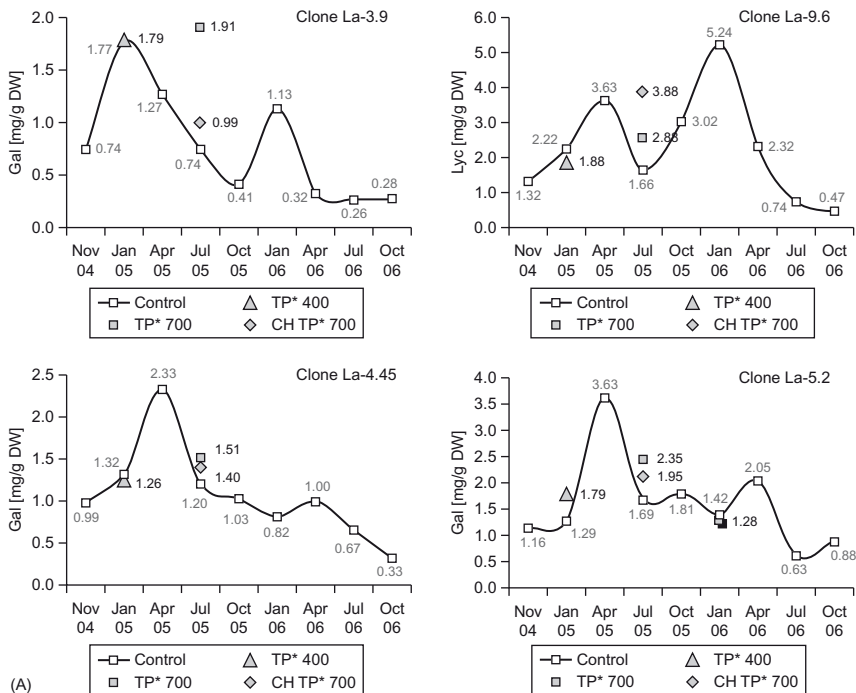 Clone La-3.9
Gal [mg/g DW]
2.0
1.5
1.0
0.5
0.0
0.74
1.77
1.79
1.27
1.91
0.99
0.74
0.41
1.13
0.32
0.26
0.28
Nov 04
Jan 05
Apr 05
Jul 05
Oct 05
Jan 06
Apr 06
Jul 06
Oct 06
Control
TP* 400
TP* 700
CH TP* 700
Clone La-9.6
Lyc [mg/g DW]
6.0
5.0
4.0
3.0
2.0
1.0
0.0
1.32
2.22
1.88
3.63
3.88
2.88
1.66
3.02
5.24
2.32
0.74
0.47
Nov 04
Jan 05
Apr 05
Jul 05
Oct 05
Jan 06
Apr 06
Jul 06
Oct 06
Control
TP* 400
TP* 700
CH TP* 700
Clone La-4.45
Gal [mg/g DW]
2.5
2.0
1.5
1.0
0.5
0.0
0.99
1.32
1.26
2.33
1.51
1.40
1.20
1.03
0.82
1.00
0.67
0.33
Nov 04
Jan 05
Apr 05
Jul 05
Oct 05
Jan 06
Apr 06
Jul 06
Oct 06
Control
TP* 400
TP* 700
CH TP* 700
Clone La-5.2
Gal [mg/g DW]
4.0
3.5
3.0
2.5
2.0
1.5
1.0
0.5
0.0
1.16
1.29
1.79
3.63
2.35
1.95
1.69
1.81
1.42
1.28
2.05
0.63
0.88
Nov 04
Jan 05
Apr 05
Jul 05
Oct 05
Jan 06
Apr 06
Jul 06
Oct 06
Control
TP* 400
TP* 700
CH TP* 700
(A)